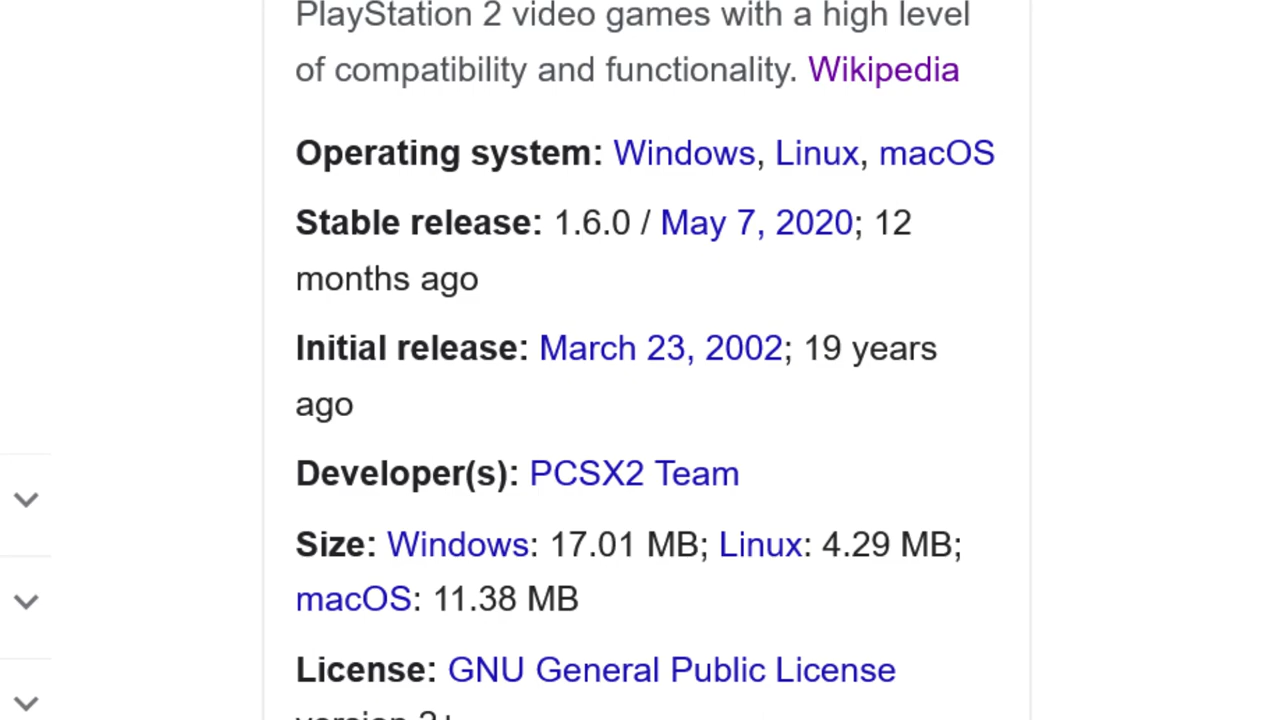 PlayStation 2 video games with a high level
of compatibility and functionality. Wikipedia
Operating system: Windows, Linux, macOS
Stable release: 1.6.0 / May 7, 2020; 12
months ago
Initial release: March 23, 2002; 19 years
ago
Developer(s): PCSX2 Team
Size: Windows: 17.01 MB; Linux: 4.29 MB;
macOS: 11.38 MB
License: GNU General Public License